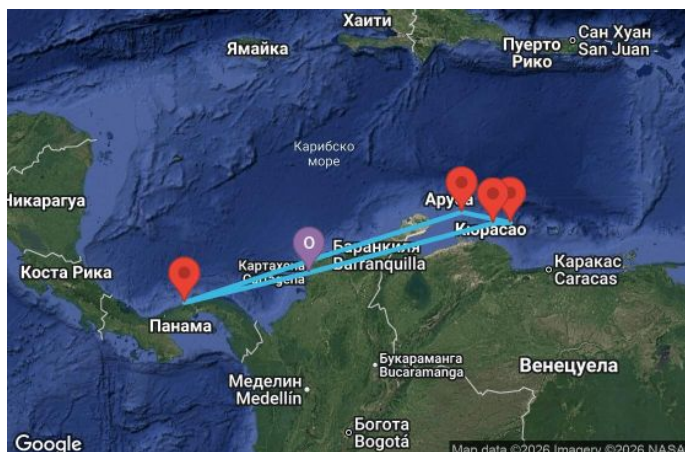 Хаити
Ямайка
Сан Хуан
San Juan
Пуерто
Рико
Карибско
море
Никарагуа
Аруба
Кюрасао
О
Баранкиля
Barranquilla
Картахена
Cartagena
Каракас
Caracas
Коста Рика
Панама
Букараманга
Bucaramanga
Венецуела
Меделин
Medellín
Богота
Bogotá
Google
Map data ©2026 Imagery ©2026 NASA